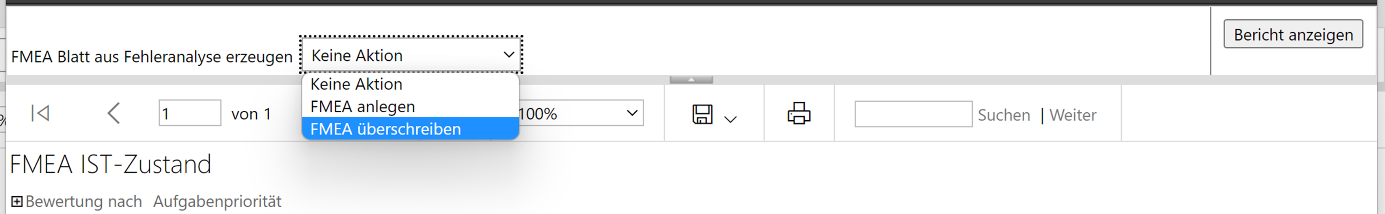 FMEA Blatt aus Fehleranalyse erzeugen Keine Aktion Bericht anzeigen
Keine Aktion
FMEA anlegen
FMEA überschreiben
1 von 1 100% Suchen | Weiter
FMEA IST-Zustand
Bewertung nach Aufgabenpriorität